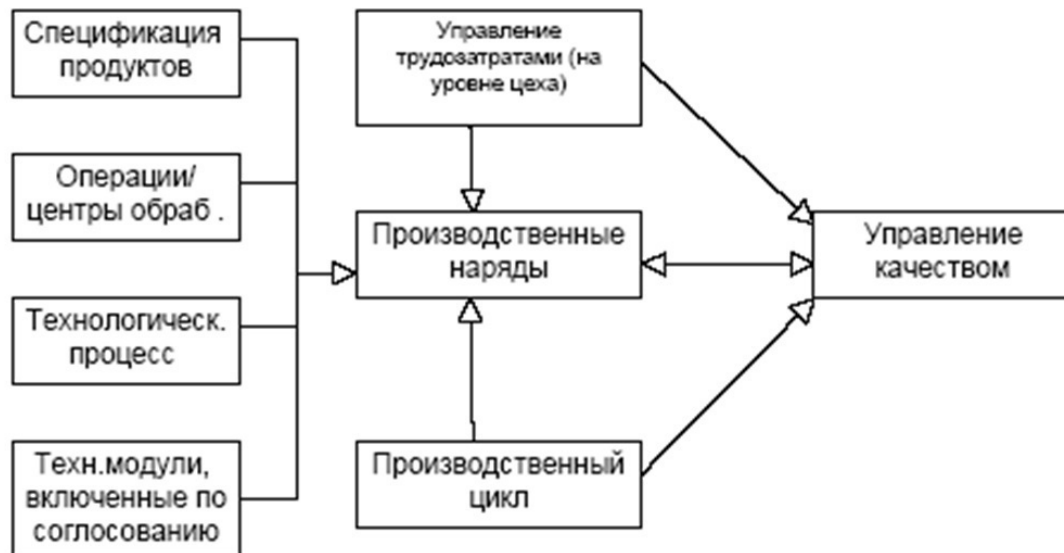 Спецификация
продуктов
Операции/
центры обраб .
Технологическ.
процесс
Техн.модули,
включенные по
соглосованию
Управление
трудозатратами (на
уровне цеха)
Производственные
наряды
Производственный
цикл
Управление
качеством